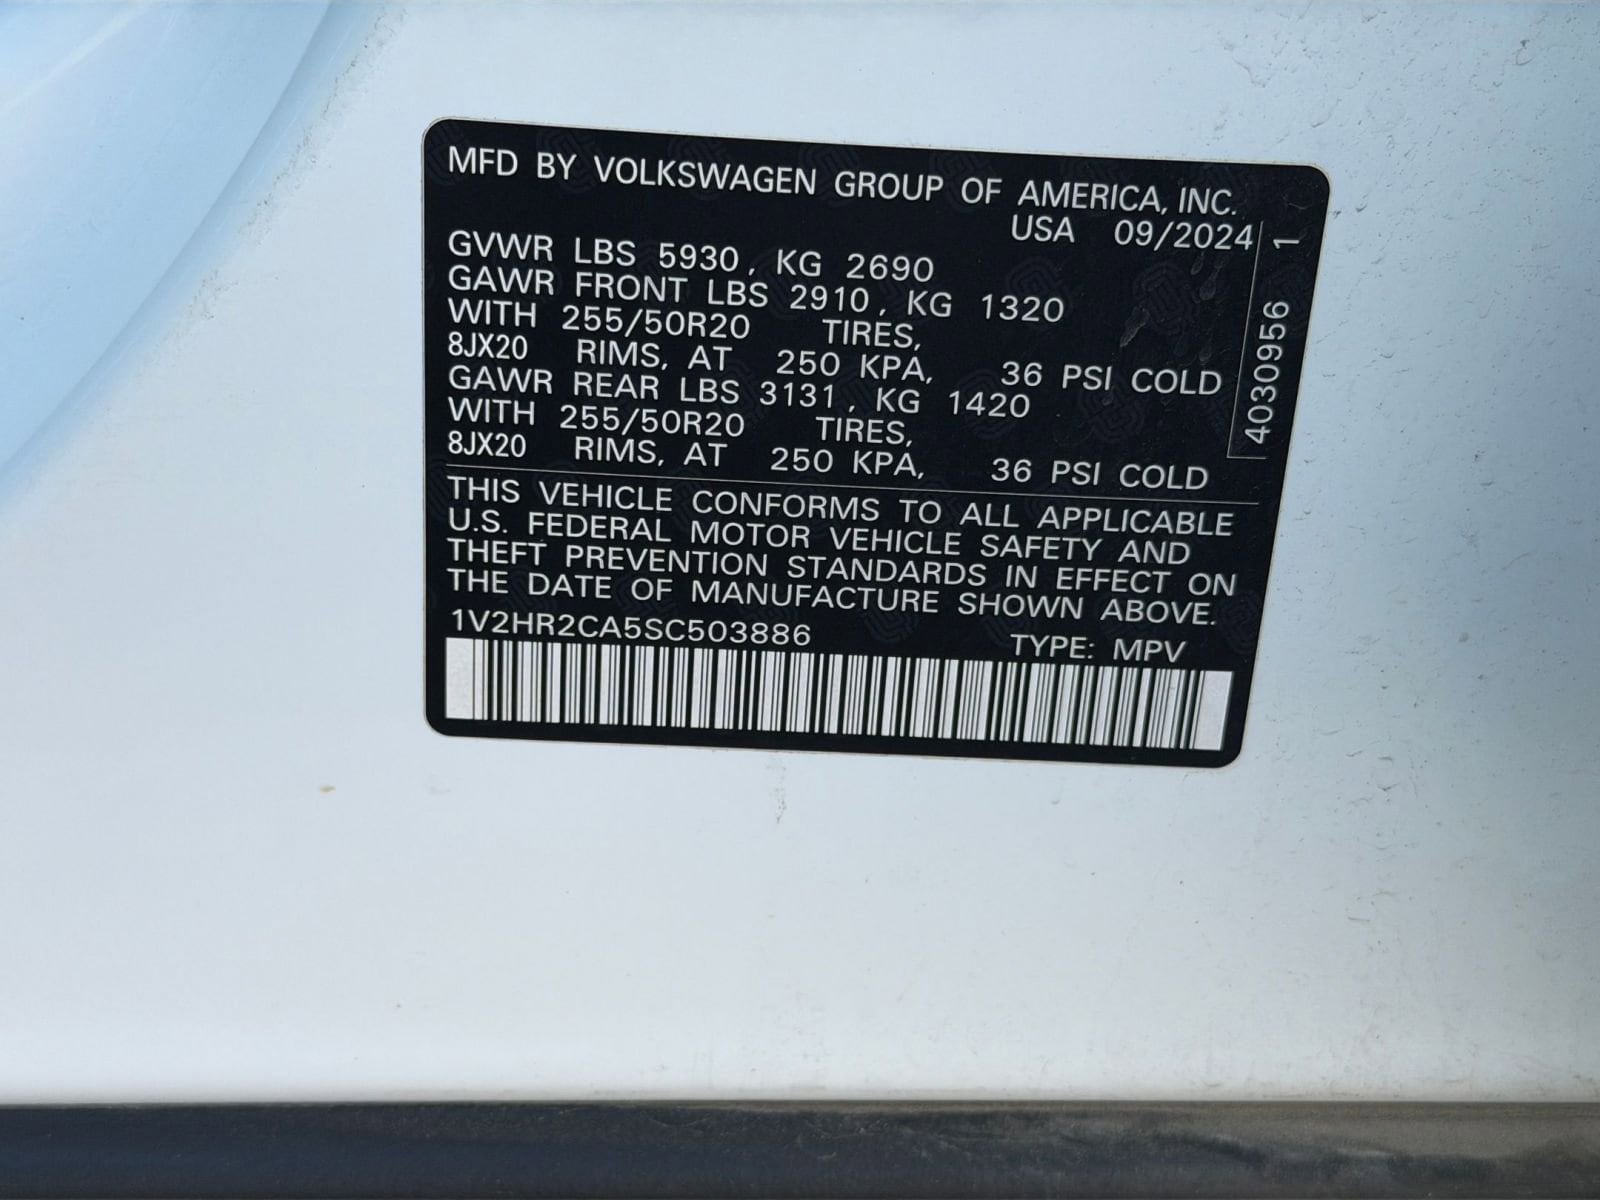 MFD BY VOLKSWAGEN GROUP OF AMERICA, INC.
USA 09/2024
GVWR LBS 5930, KG 2690
GAWR FRONT LBS 2910, KG 1320
WITH 255/50R20 TIRES,
8JX20 RIMS, AT 250 KPA, 36 PSI COLD
GAWR REAR LBS 3131, KG 1420
WITH 255/50R20 TIRES,
8JX20 RIMS, AT 250 KPA, 36 PSI COLD
THIS VEHICLE CONFORMS TO ALL APPLICABLE
U.S. FEDERAL MOTOR VEHICLE SAFETY AND
THEFT PREVENTION STANDARDS IN EFFECT ON
THE DATE OF MANUFACTURE SHOWN ABOVE.
1V2HR2CA5SC503886 TYPE: MPV
4030956 1